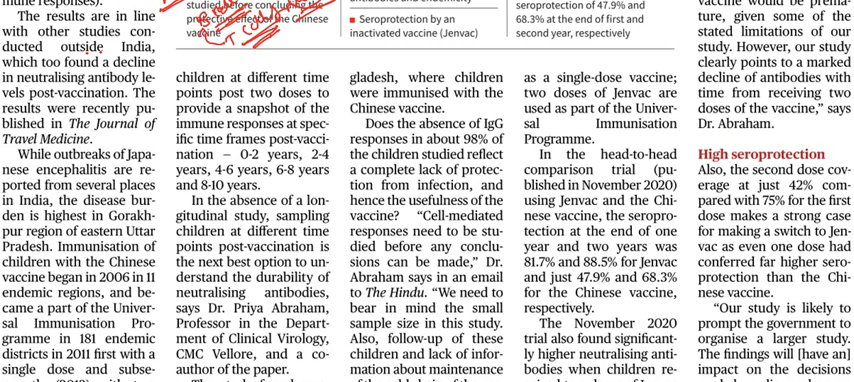 mune responses).
The results are in line
with other studies con-
ducted outside India,
which too found a decline
in neutralising antibody le-
vels post-vaccination. The
results were recently pu-
blished in The Journal of
Travel Medicine.
While outbreaks of Japa-
nese encephalitis are re-
ported from several places
in India, the disease bur-
den is highest in Gorakh-
pur region of eastern Uttar
Pradesh. Immunisation of
children with the Chinese
vaccine began in 2006 in 11
endemic regions, and be-
came a part of the Univer-
sal Immunisation Pro-
gramme in 181 endemic
districts in 2011 first with a
single dose and subse-
studied before concluding the
protective effect of the Chinese
vaccine
T cell
antibodies and endemicity
■ Seroprotection by an
inactivated vaccine (Jenvac)
seroprotection of 47.9% and
68.3% at the end of first and
second year, respectively
children at different time
points post two doses to
provide a snapshot of the
immune responses at spec-
ific time frames post-vacci-
nation – 0-2 years, 2-4
years, 4-6 years, 6-8 years
and 8-10 years.
In the absence of a lon-
gitudinal study, sampling
children at different time
points post-vaccination is
the next best option to un-
derstand the durability of
neutralising antibodies,
says Dr. Priya Abraham,
Professor in the Depart-
ment of Clinical Virology,
CMC Vellore, and a co-
author of the paper.
gladesh, where children
were immunised with the
Chinese vaccine.
Does the absence of IgG
responses in about 98% of
the children studied reflect
a complete lack of protec-
tion from infection, and
hence the usefulness of the
vaccine? “Cell-mediated
responses need to be stu-
died before any conclu-
sions can be made,” Dr.
Abraham says in an email
to The Hindu. “We need to
bear in mind the small
sample size in this study.
Also, follow-up of these
children and lack of infor-
mation about maintenance
as a single-dose vaccine;
two doses of Jenvac are
used as part of the Univer-
sal Immunisation
Programme.
In the head-to-head
comparison trial (pu-
blished in November 2020)
using Jenvac and the Chi-
nese vaccine, the seropro-
tection at the end of one
year and two years was
81.7% and 88.5% for Jenvac
and just 47.9% and 68.3%
for the Chinese vaccine,
respectively.
The November 2020
trial also found significant-
ly higher neutralising anti-
bodies when children re-
vaccine would be prema-
ture, given some of the
stated limitations of our
study. However, our study
clearly points to a marked
decline of antibodies with
time from receiving two
doses of the vaccine,” says
Dr. Abraham.
High seroprotection
Also, the second dose cov-
erage at just 42% com-
pared with 75% for the first
dose makes a strong case
for making a switch to Jen-
vac as even one dose had
conferred far higher sero-
protection than the Chi-
nese vaccine.
“Our study is likely to
prompt the government to
organise a larger study.
The findings will [have an]
impact on the decisions